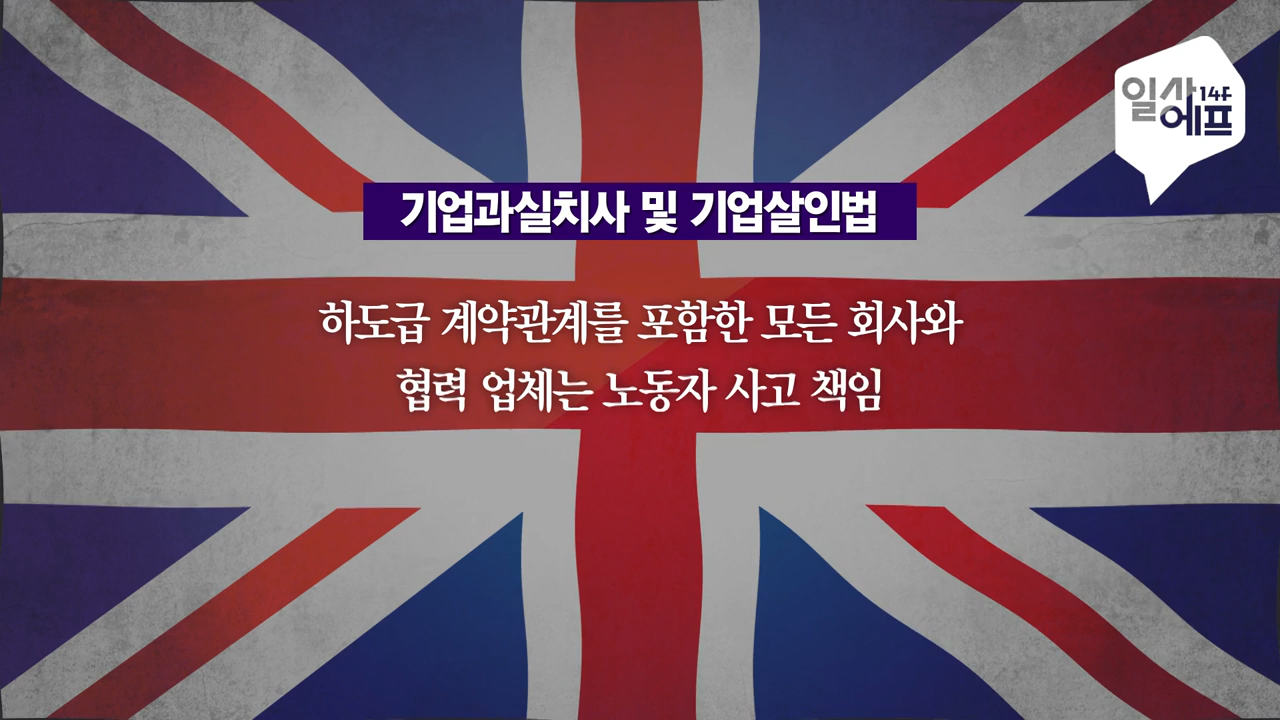 일사 14F
에프
기업과실치사 및 기업살인법
하도급 계약관계를 포함한 모든 회사와
협력 업체는 노동자 사고 책임